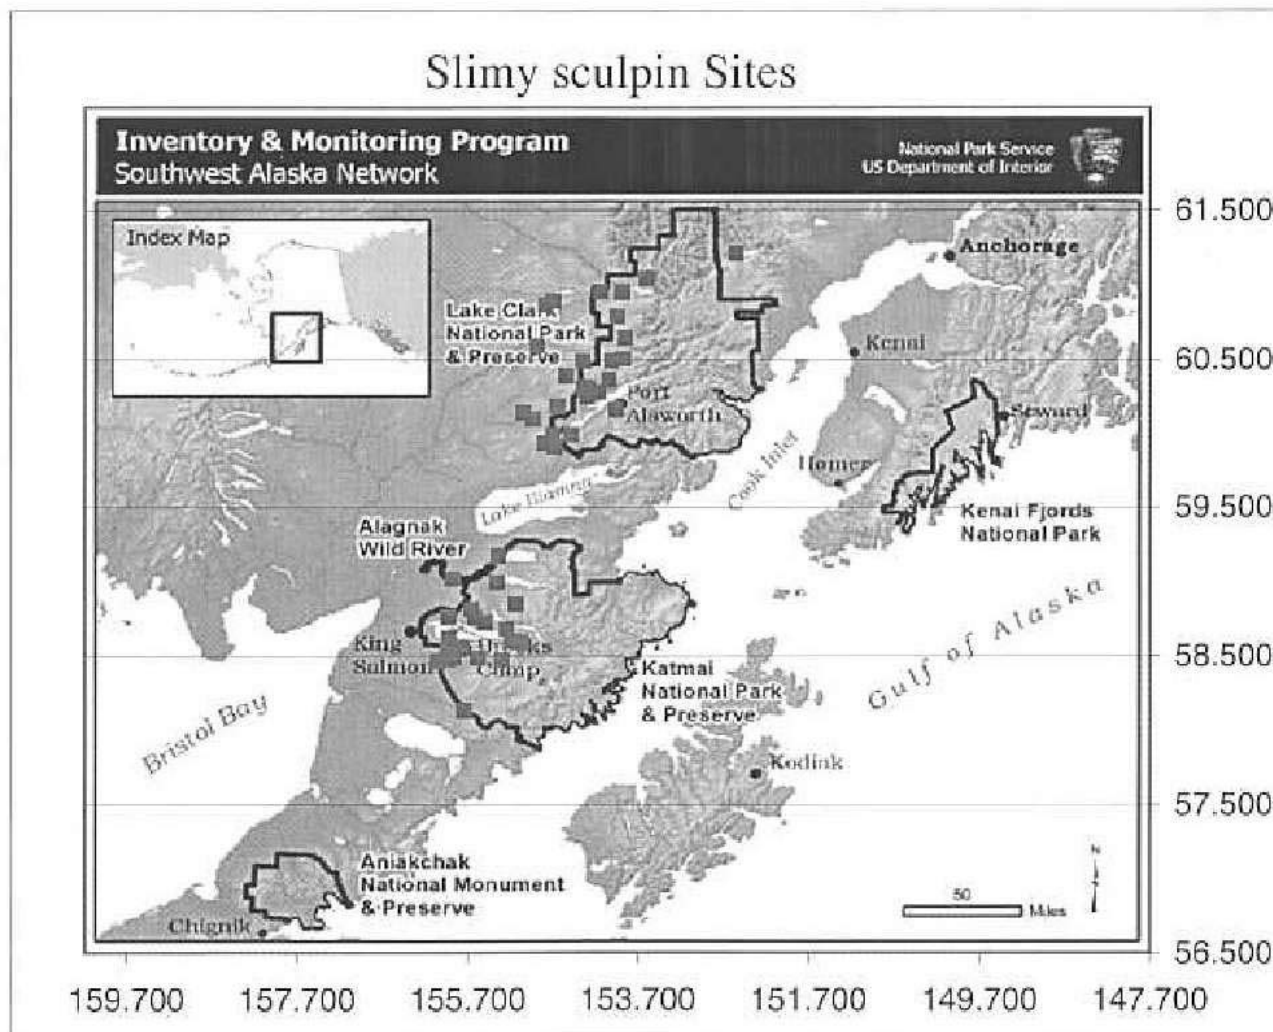 Slimy sculpin Sites
Inventory & Monitoring Program
Southwest Alaska Network
National Park Service
US Department of Interior
Index Map
61.500
Anchorage
Lake Clark
National Park
& Preserve
Kenai
60.500
Port
Alsworth
Seward
Cook Inlet
Homer
Lake Iliamna
59.500
Kenai Fjords
National Park
Alagnak
Wild River
Gulf of Alaska
King
Salmon
Camp
58.500
Katmai
National Park
& Preserve
Bristol Bay
Kodiak
57.500
Aniakchak
National Monument
& Preserve
Chignik
N
50
Miles
56.500
159.700 157.700 155.700 153.700 151.700 149.700 147.700